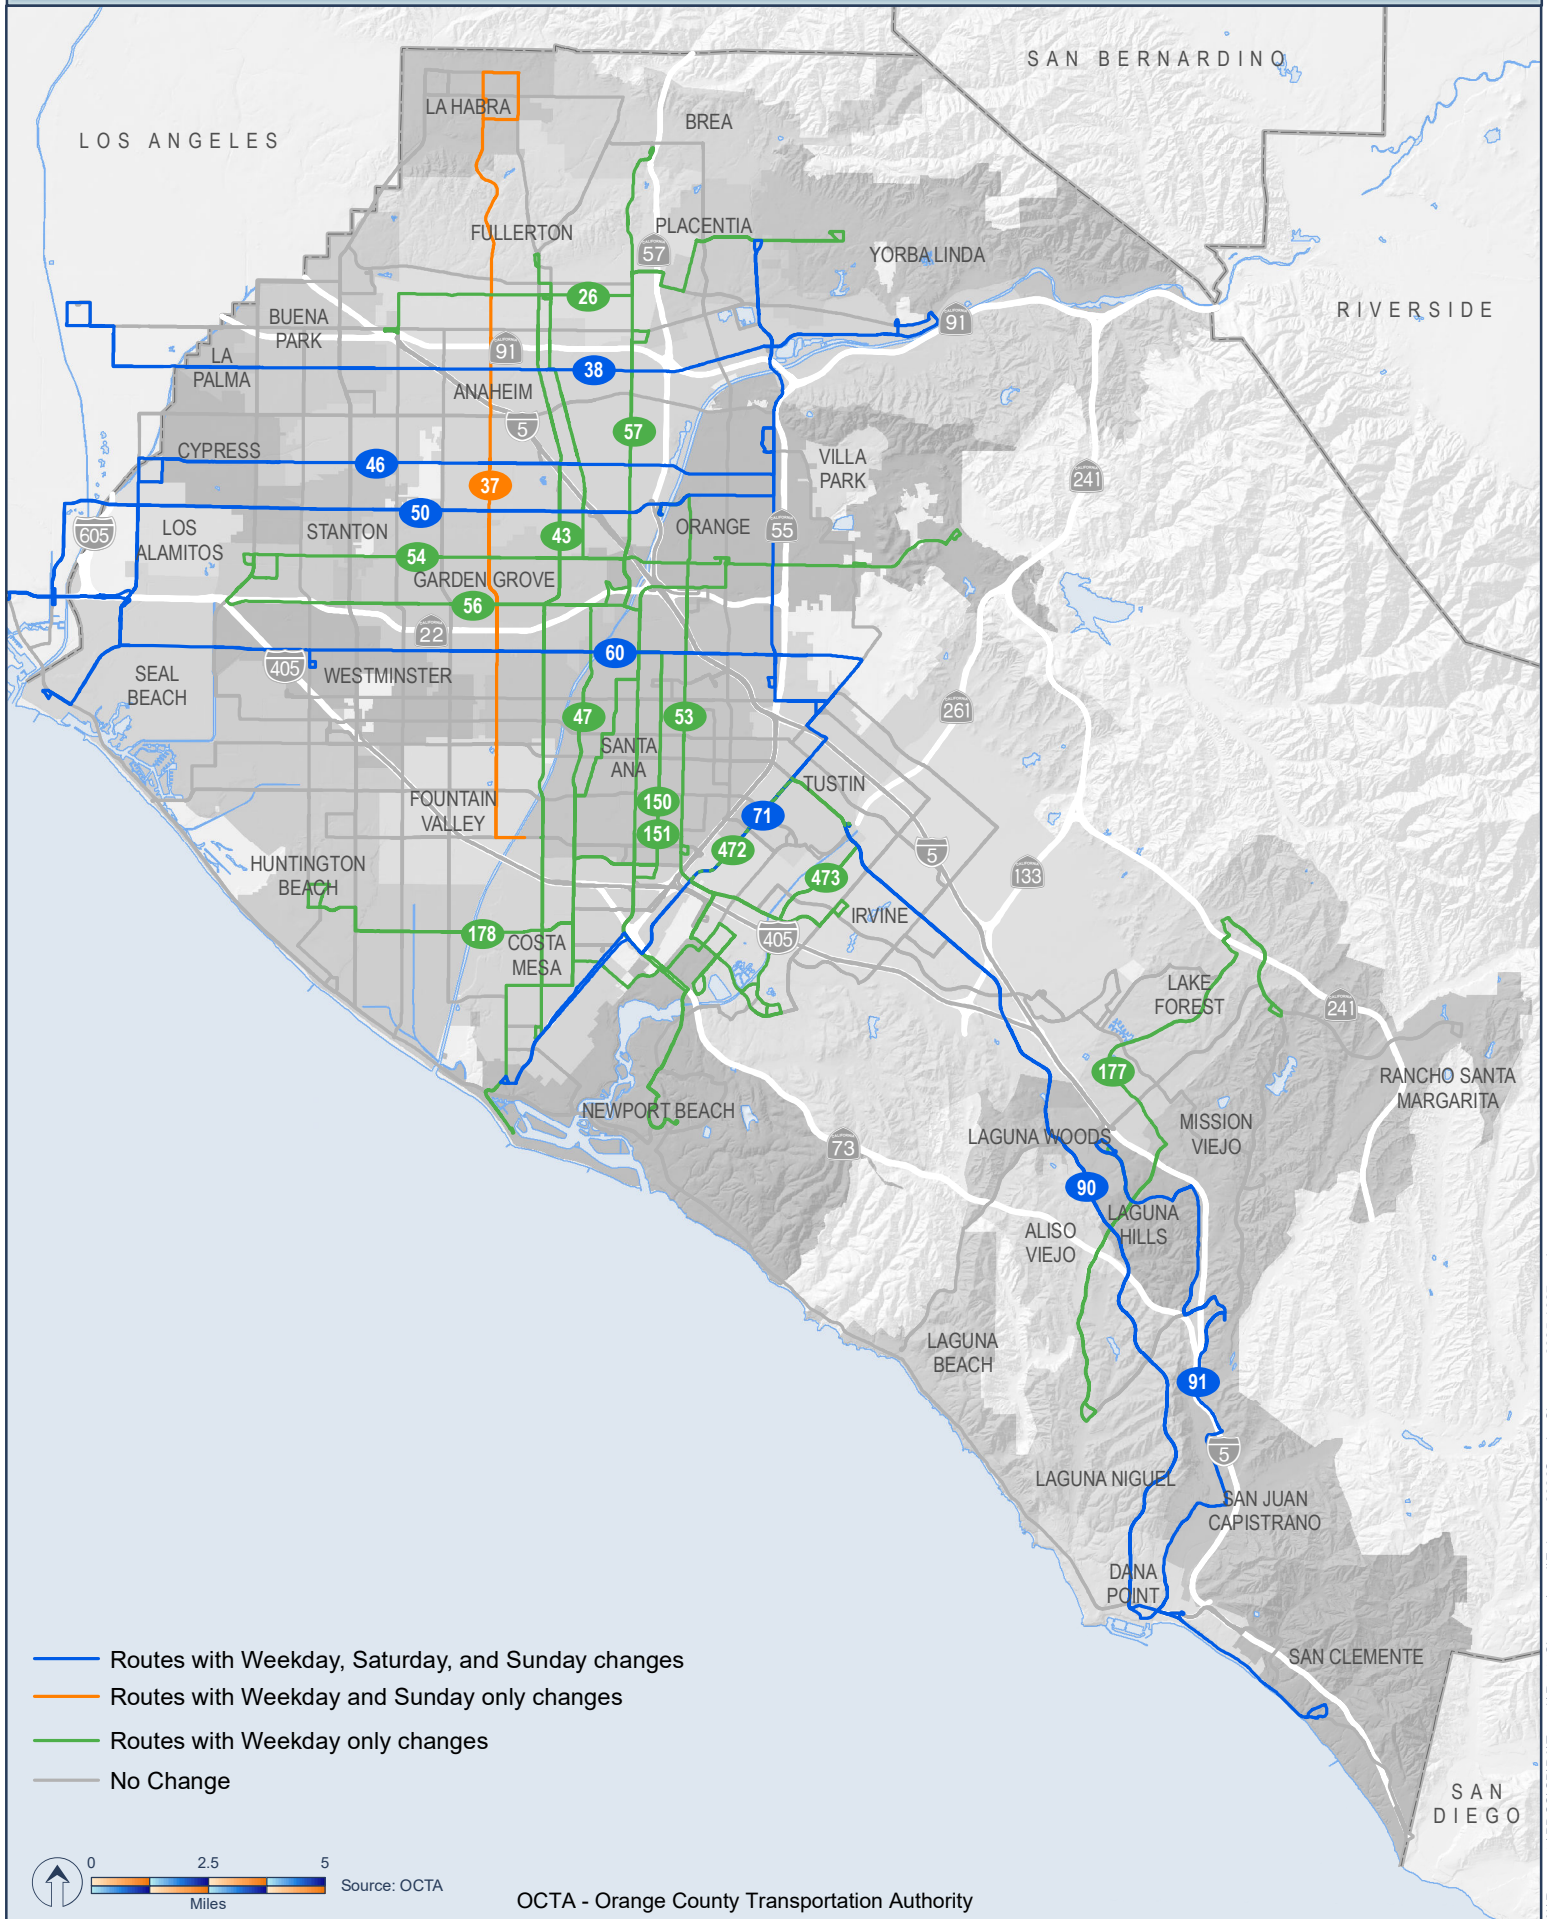 SAN BERNARDINO
LA HABRA
BREA
LOS ANGELES
PLACENTIA
FULLERTON
57
YORBA LINDA
26
RIVERSIDE
BUENA
PARK
91
91
LA
PALMA
38
ANAHEIM
5
57
CYPRESS
46
VILLA
PARK
241
37
50
605
LOS
ALAMITOS
STANTON
43
ORANGE
55
54
GARDEN GROVE
56
22
60
405
WESTMINSTER
SEAL
BEACH
261
47
53
SANTA
ANA
TUSTIN
FOUNTAIN
VALLEY
150
71
151
472
5
HUNTINGTON
BEACH
473
133
IRVINE
178
COSTA
MESA
405
LAKE
FOREST
241
177
RANCHO SANTA
MARGARITA
NEWPORT BEACH
MISSION
VIEJO
LAGUNA WOODS
73
90
LAGUNA
HILLS
ALISO
VIEJO
LAGUNA
BEACH
91
5
LAGUNA NIGUEL
SAN JUAN
CAPISTRANO
DANA
POINT
SAN CLEMENTE
Routes with Weekday, Saturday, and Sunday changes
Routes with Weekday and Sunday only changes
Routes with Weekday only changes
No Change
SAN
DIEGO
0 2.5 5
Miles
Source: OCTA
OCTA - Orange County Transportation Authority